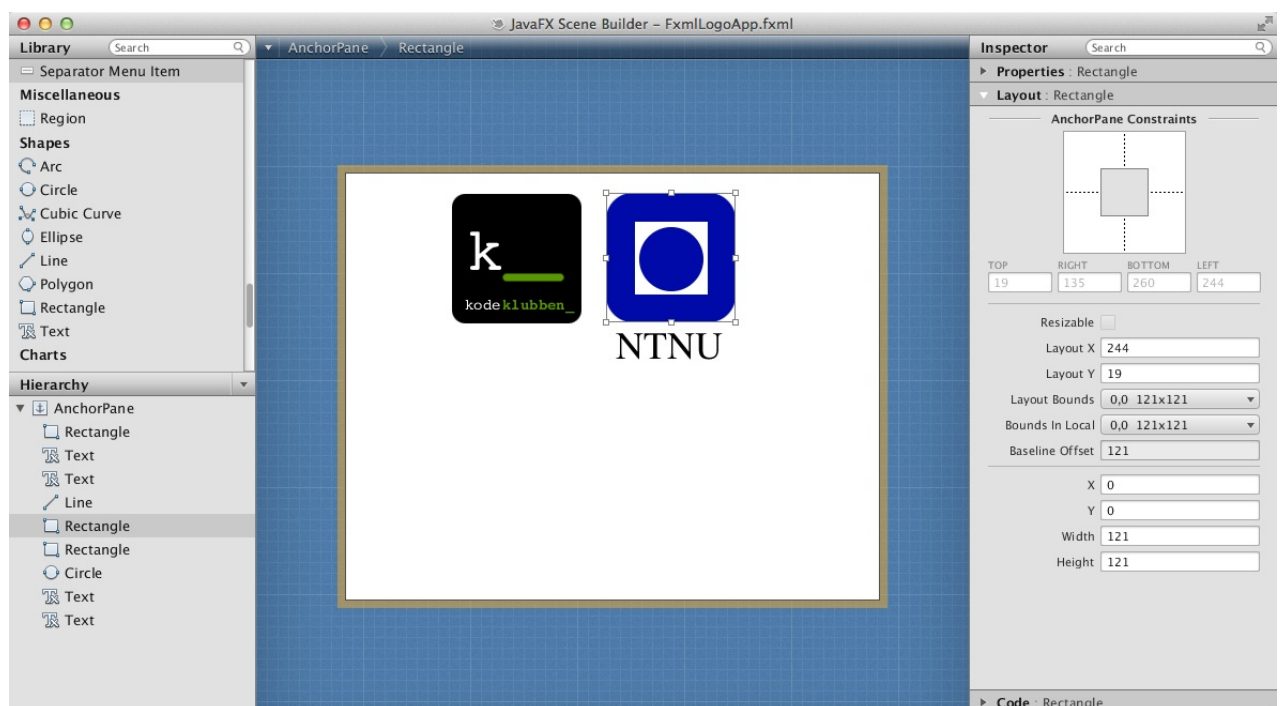 JavaFX Scene Builder – FxmlLogoApp.fxml
Library
Search
AnchorPane
Rectangle
Inspector
Search
Separator Menu Item
Miscellaneous
Region
Shapes
Arc
Circle
Cubic Curve
Ellipse
Line
Polygon
Rectangle
Text
Charts
Hierarchy
AnchorPane
Rectangle
Text
Text
Line
Rectangle
Rectangle
Circle
Text
Text
k
kodeklubben_
NTNU
Properties : Rectangle
Layout : Rectangle
AnchorPane Constraints
TOP RIGHT BOTTOM LEFT
19 135 260 244
Resizable
Layout X 244
Layout Y 19
Layout Bounds 0,0 121x121
Bounds In Local 0,0 121x121
Baseline Offset 121
X 0
Y 0
Width 121
Height 121
Code : Rectangle